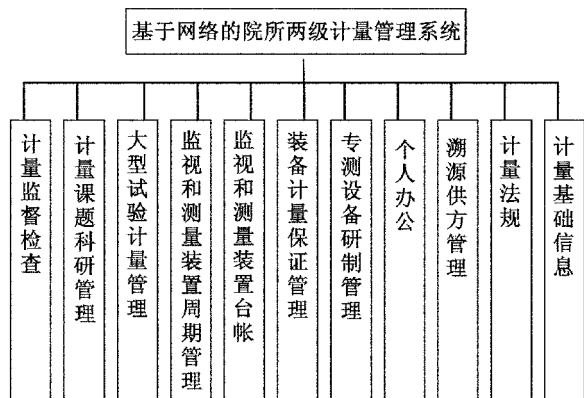 基于网络的院所两级计量管理系统
计量监督检查
计量课题科研管理
大型试验计量管理
监视和测量装置周期管理
监视和测量装置台帐
装备计量保证管理
专测设备研制管理
个人办公
溯源供方管理
计量法规
计量基础信息